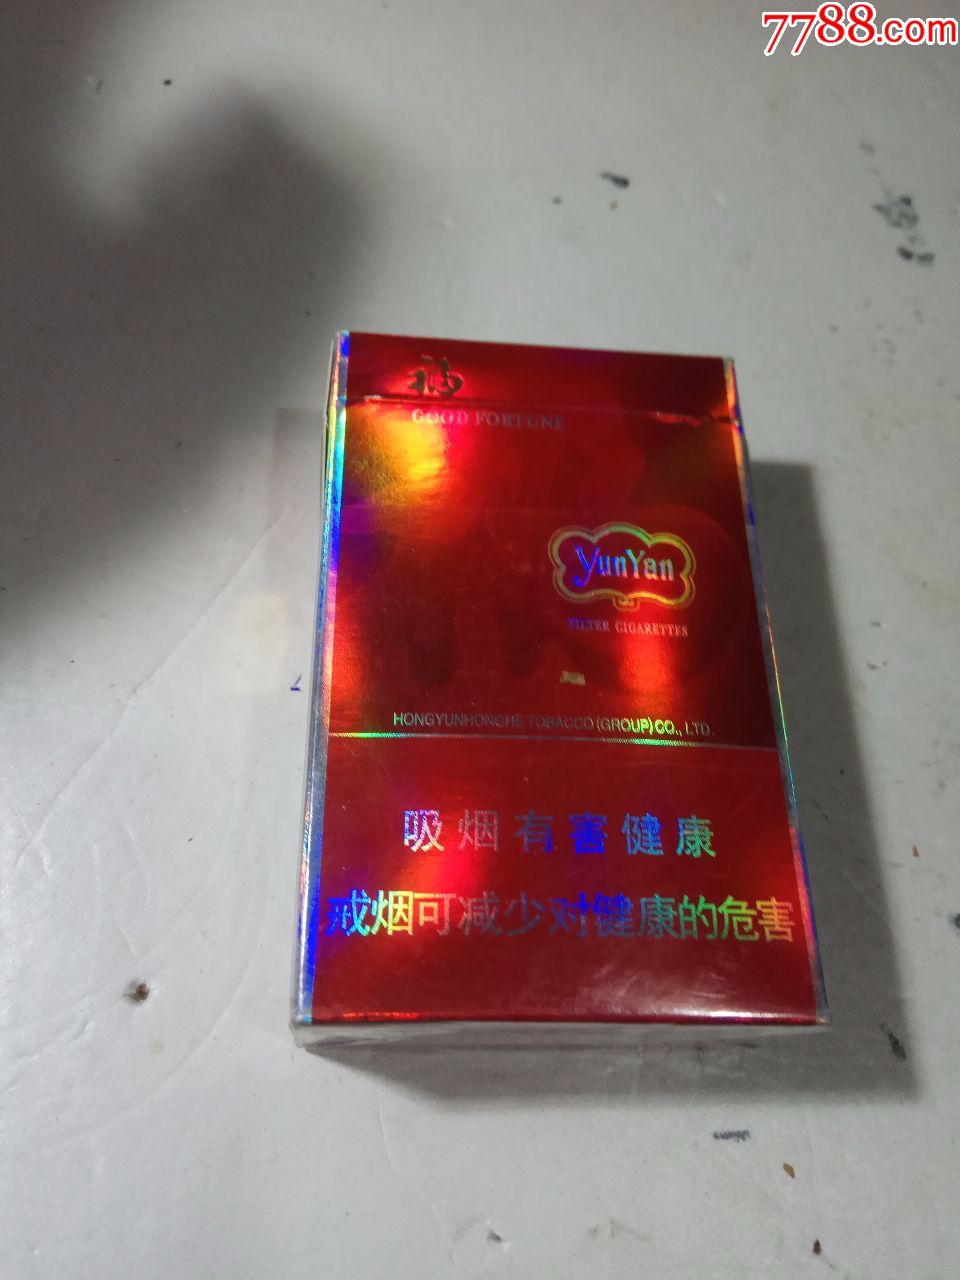 7788.com
福
GOOD FORTUNE
YunYan
FILTER CIGARETTES
HONGYUNHONGHE TOBACCO (GROUP) CO., LTD.
吸烟有害健康
戒烟可减少对健康的危害